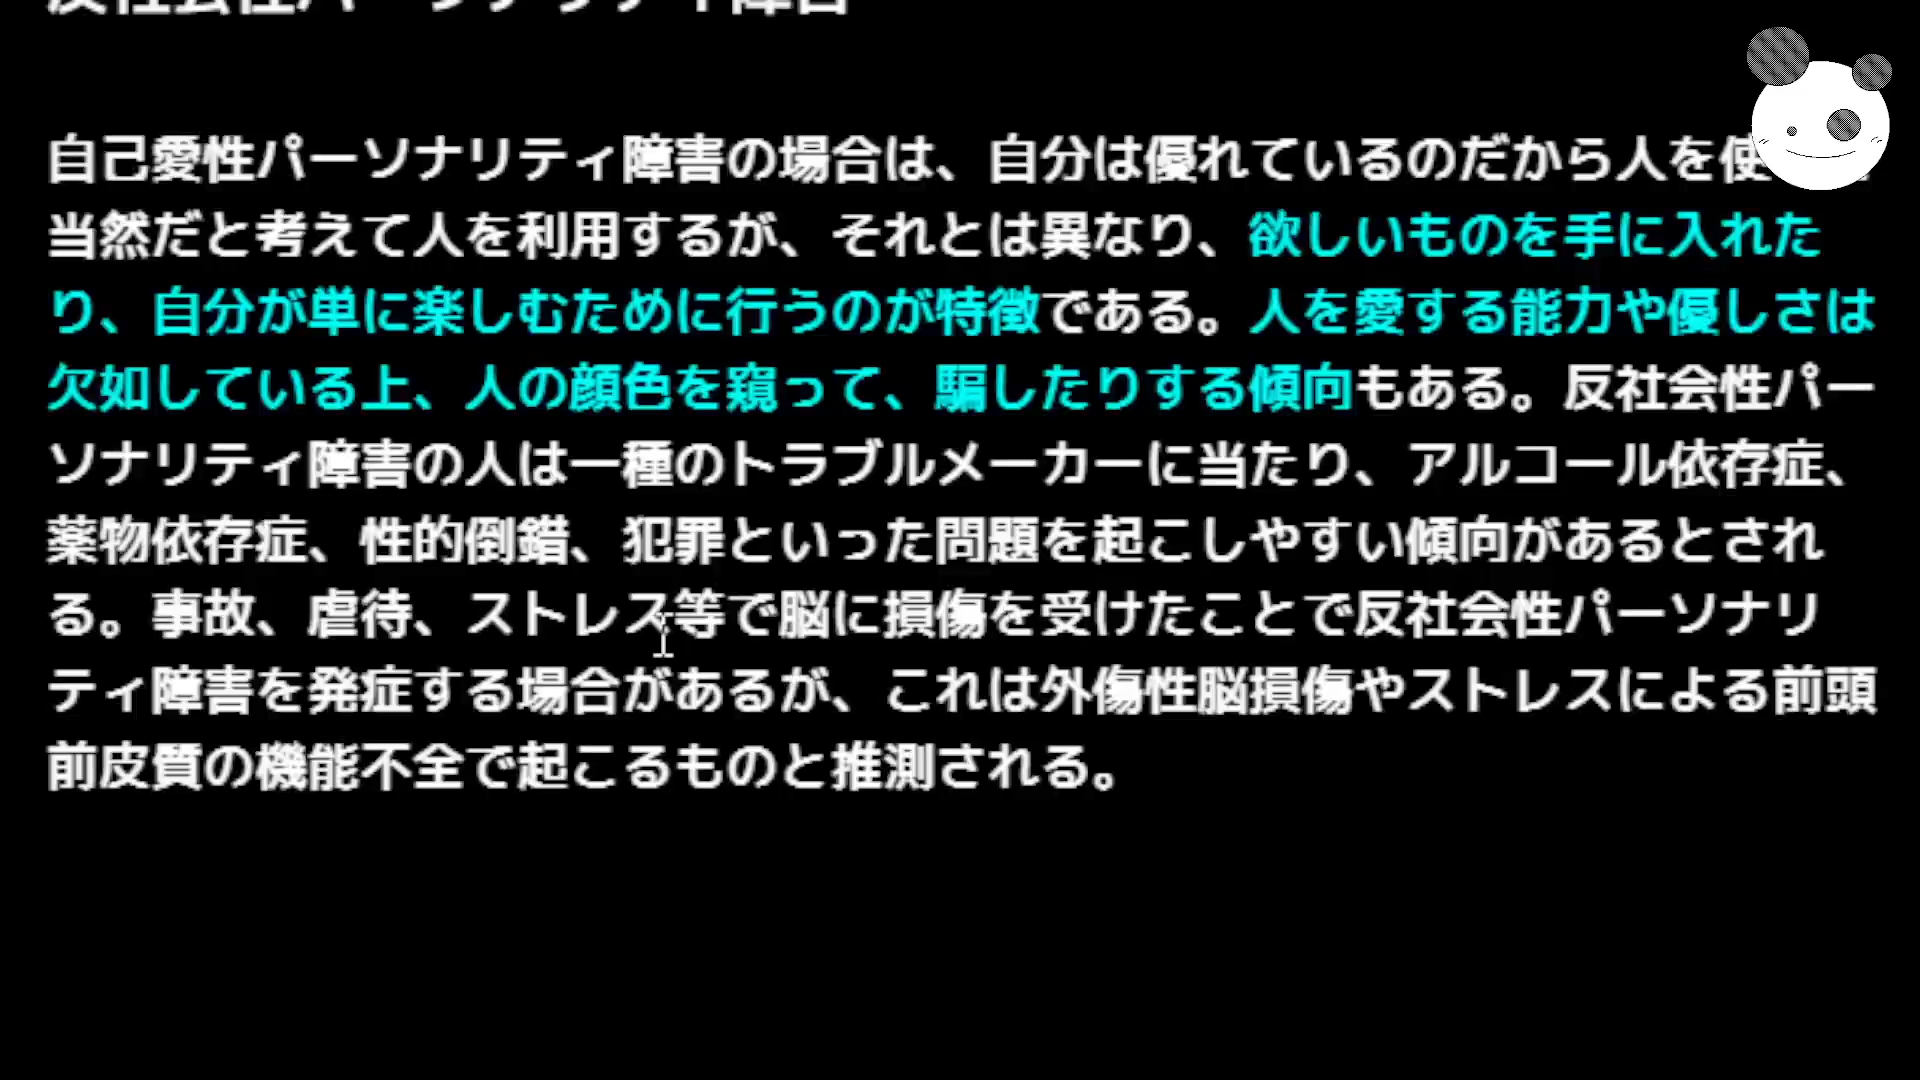 反社会性パーソナリティ障害
自己愛性パーソナリティ障害の場合は、自分は優れているのだから人を使
当然だと考えて人を利用するが、それとは異なり、欲しいものを手に入れた
り、自分が単に楽しむために行うのが特徴である。人を愛する能力や優しさは
欠如している上、人の顔色を窺って、騙したりする傾向もある。反社会性パー
ソナリティ障害の人は一種のトラブルメーカーに当たり、アルコール依存症、
薬物依存症、性的倒錯、犯罪といった問題を起こしやすい傾向があるとされ
る。事故、虐待、ストレス等で脳に損傷を受けたことで反社会性パーソナリ
ティ障害を発症する場合があるが、これは外傷性脳損傷やストレスによる前頭
前皮質の機能不全で起こるものと推測される。